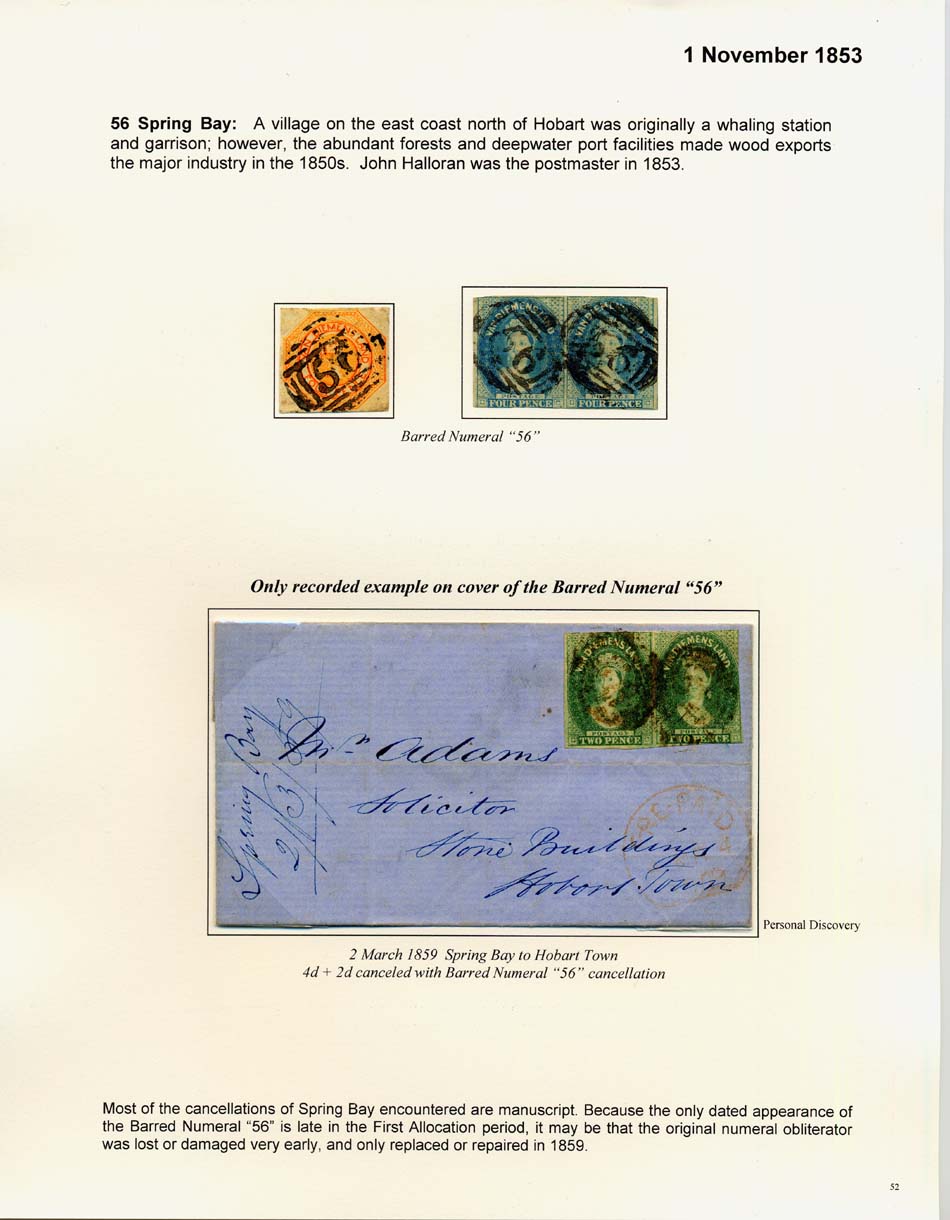 1 November 1853
56 Spring Bay: A village on the east coast north of Hobart was originally a whaling station
and garrison; however, the abundant forests and deepwater port facilities made wood exports
the major industry in the 1850s. John Halloran was the postmaster in 1853.
56
VAN DIEMENS LAND
POSTAGE
FOUR PENCE
VAN DIEMENS LAND
POSTAGE
FOUR PENCE
Barred Numeral "56"
Only recorded example on cover of the Barred Numeral "56"
VAN DIEMENS LAND
POSTAGE
TWO PENCE
VAN DIEMENS LAND
POSTAGE
TWO PENCE
Spring Bay
2/3/59
Mr Adams
Solicitor
Stone Buildings
Hobart Town
PRE-PAID
Personal Discovery
2 March 1859 Spring Bay to Hobart Town
4d + 2d canceled with Barred Numeral "56" cancellation
Most of the cancellations of Spring Bay encountered are manuscript. Because the only dated appearance of
the Barred Numeral "56" is late in the First Allocation period, it may be that the original numeral obliterator
was lost or damaged very early, and only replaced or repaired in 1859.
52